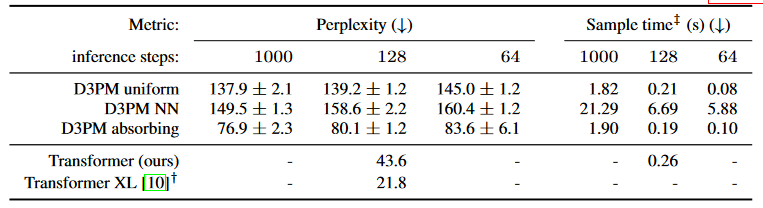 Metric: Perplexity (↓) Sample time‡ (s) (↓)
inference steps: 1000 128 64 1000 128 64
D3PM uniform 137.9 ± 2.1 139.2 ± 1.2 145.0 ± 1.2 1.82 0.21 0.08
D3PM NN 149.5 ± 1.3 158.6 ± 2.2 160.4 ± 1.2 21.29 6.69 5.88
D3PM absorbing 76.9 ± 2.3 80.1 ± 1.2 83.6 ± 6.1 1.90 0.19 0.10
Transformer (ours) - 43.6 - - 0.26 -
Transformer XL [10]† - 21.8 - - - -